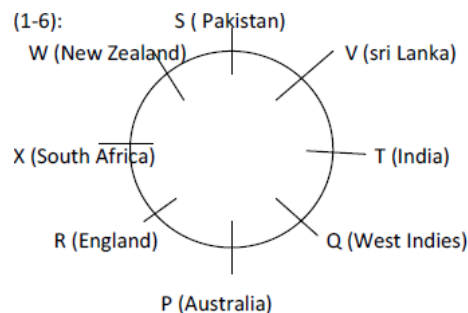 (1-6):
S ( Pakistan)
W (New Zealand)
V (sri Lanka)
X (South Africa)
T (India)
R (England)
Q (West Indies)
P (Australia)